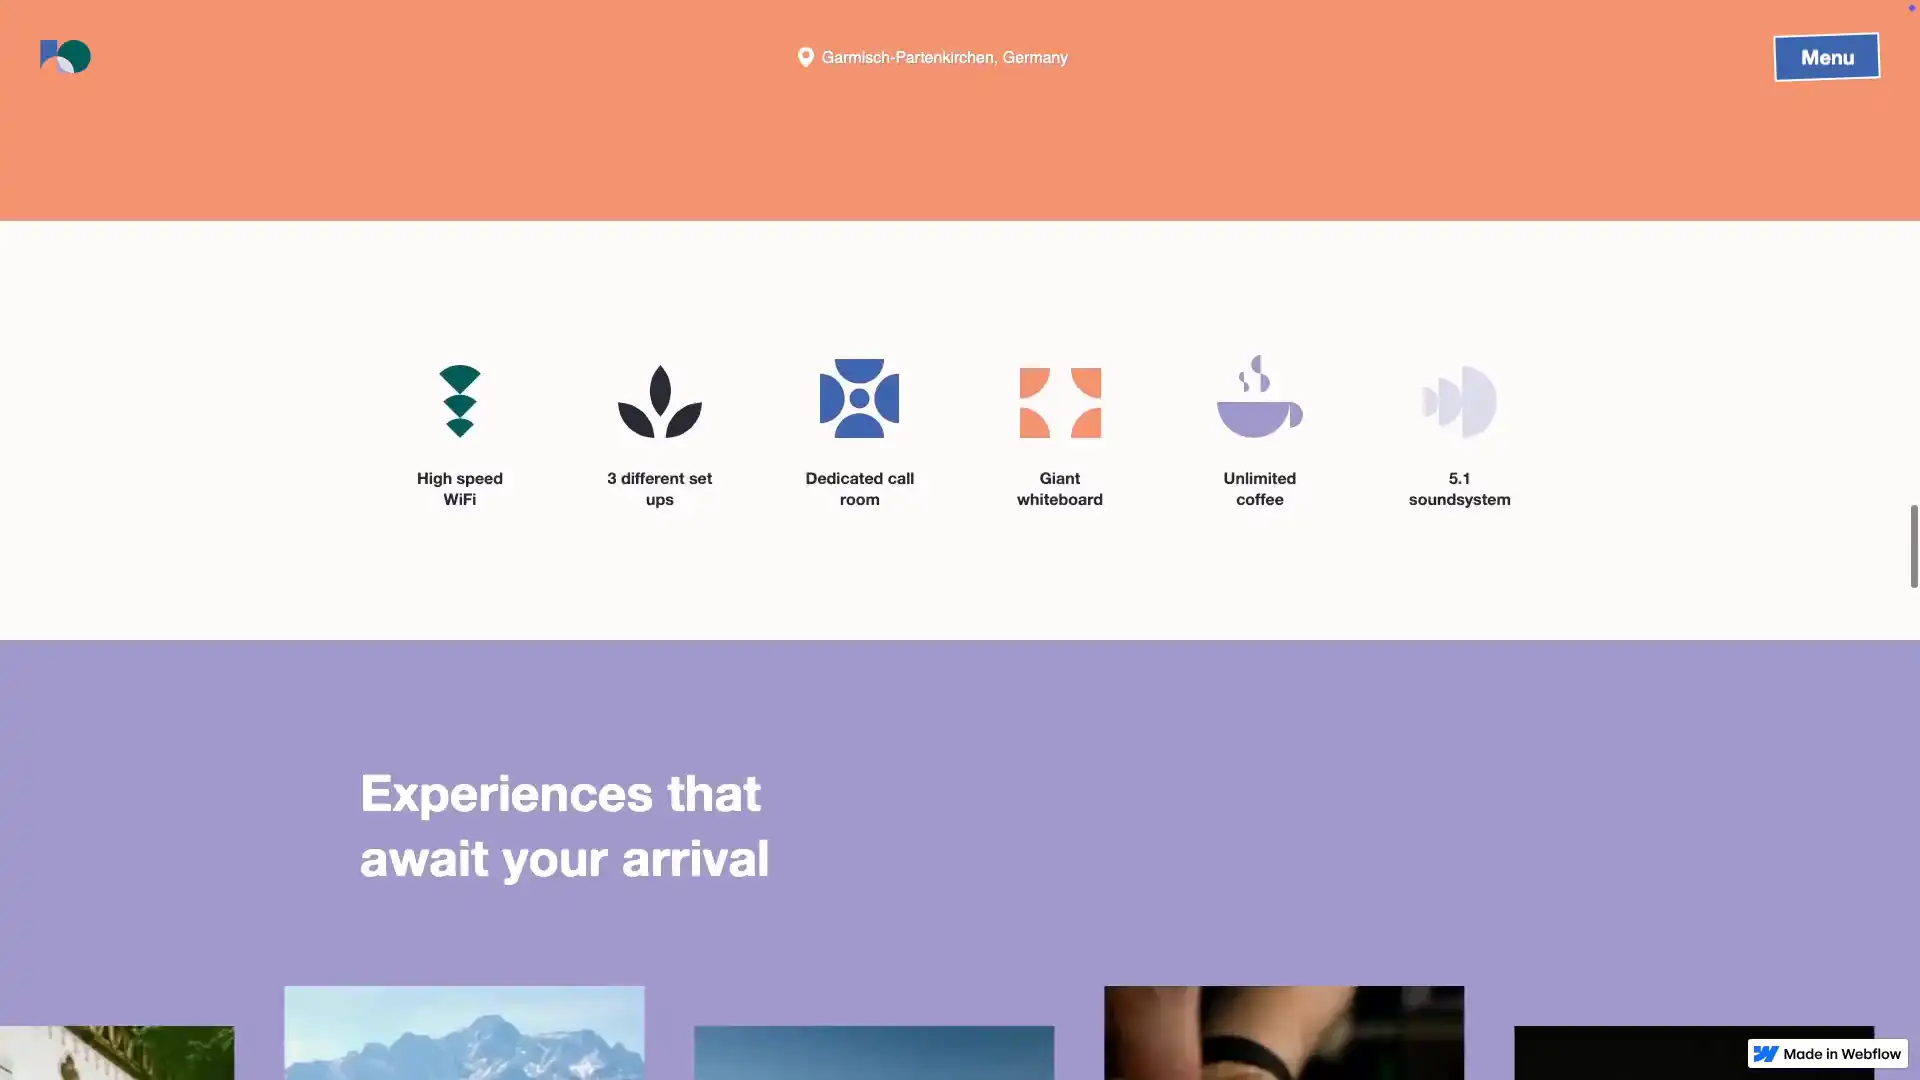 Garmisch-Partenkirchen, Germany
Menu
High speed
WiFi
3 different set
ups
Dedicated call
room
Giant
whiteboard
Unlimited
coffee
5.1
soundsystem
Experiences that
await your arrival
Made in Webflow